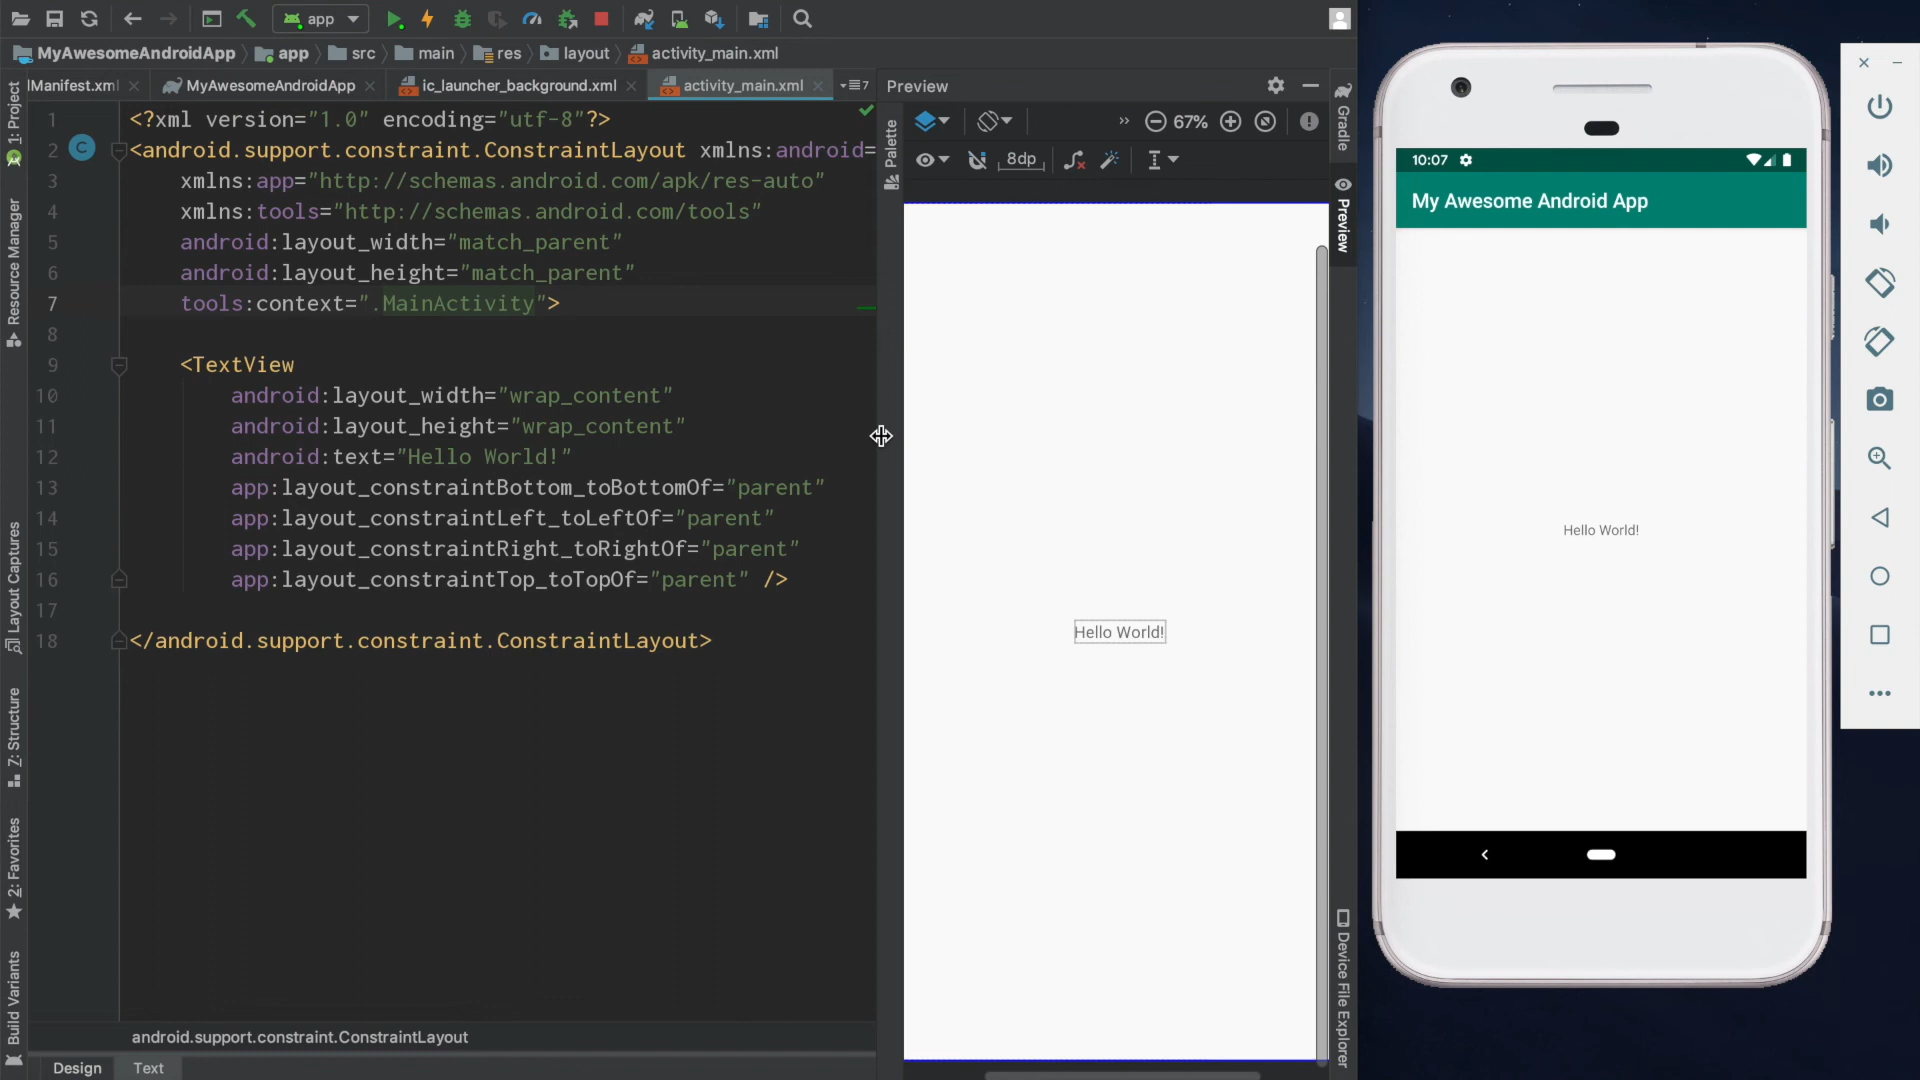 app
MyAwesomeAndroidApp app src main res layout activity_main.xml
Manifest.xml MyAwesomeAndroidApp ic_launcher_background.xml activity_main.xml 7
Preview
67%
8dp
1: Project
Resource Manager
Layout Captures
7: Structure
2: Favorites
Build Variants
1 <?xml version="1.0" encoding="utf-8"?>
2 <android.support.constraint.ConstraintLayout xmlns:android=
3 xmlns:app="http://schemas.android.com/apk/res-auto"
4 xmlns:tools="http://schemas.android.com/tools"
5 android:layout_width="match_parent"
6 android:layout_height="match_parent"
7 tools:context=".MainActivity">
8
9 <TextView
10 android:layout_width="wrap_content"
11 android:layout_height="wrap_content"
12 android:text="Hello World!"
13 app:layout_constraintBottom_toBottomOf="parent"
14 app:layout_constraintLeft_toLeftOf="parent"
15 app:layout_constraintRight_toRightOf="parent"
16 app:layout_constraintTop_toTopOf="parent" />
17
18 </android.support.constraint.ConstraintLayout>
C
android.support.constraint.ConstraintLayout
Design Text
Palette
Hello World!
Gradle
Preview
Device File Explorer
10:07
My Awesome Android App
Hello World!